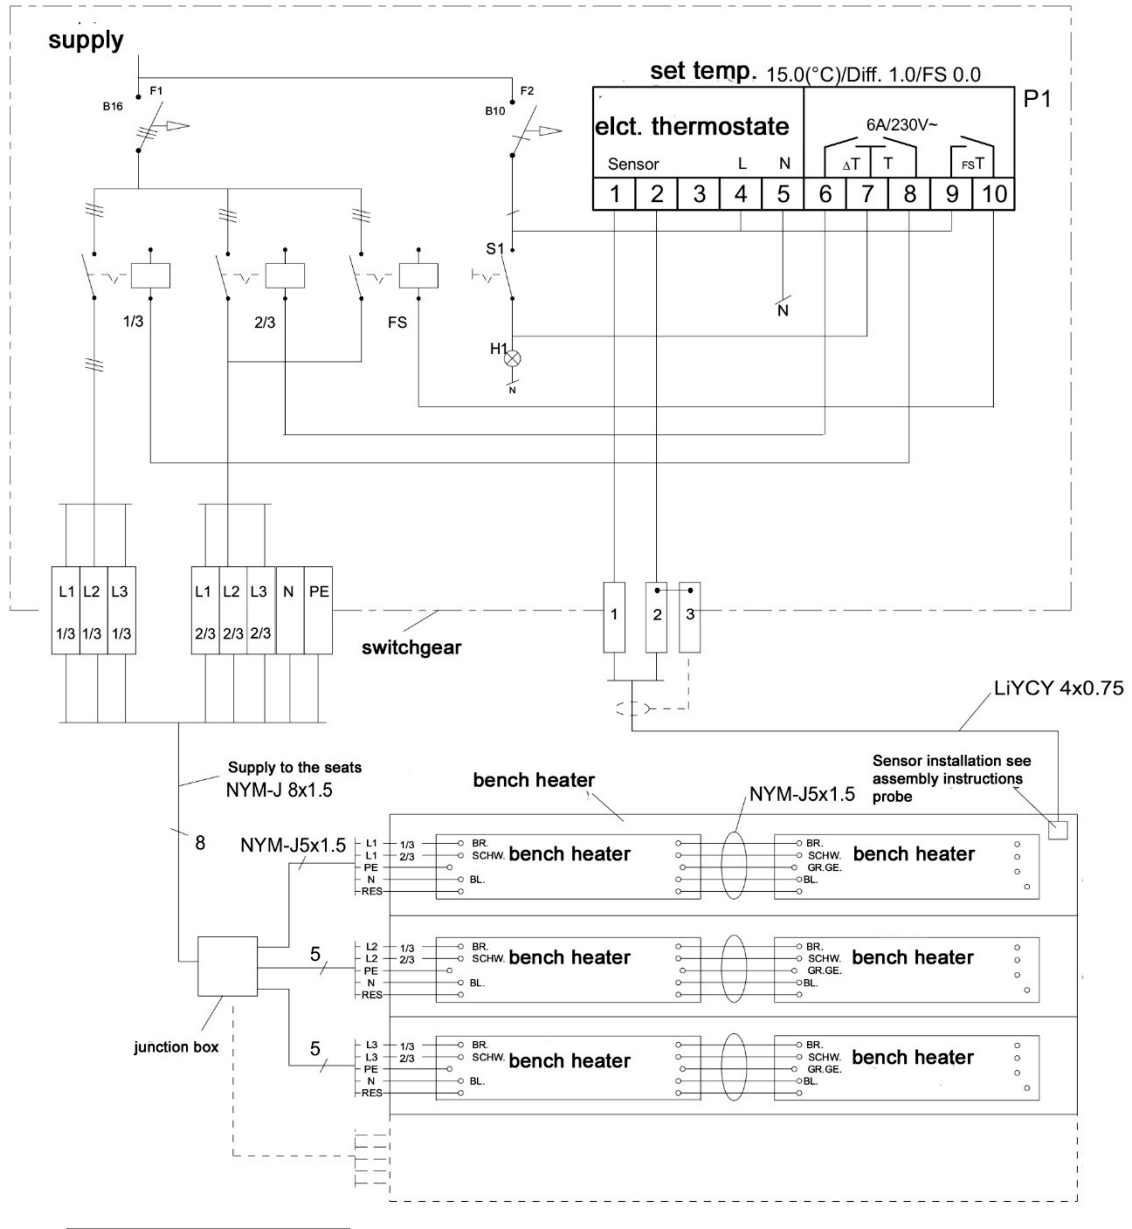 supply
set temp. 15.0(°C)/Diff. 1.0/FS 0.0
P1
F1
B16
F2
B10
elct. thermostate
6A/230V~
Sensor L N
ΔT T FST
1 2 3 4 5 6 7 8 9 10
S1
1/3
2/3
FS
N
H1
N
L1 L2 L3
1/3 1/3 1/3
L1 L2 L3 N PE
2/3 2/3 2/3
1 2 3
switchgear
LiYCY 4x0.75
Supply to the seats
NYM-J 8x1.5
bench heater
NYM-J5x1.5
Sensor installation see
assembly instructions
probe
8
NYM-J5x1.5
L1 1/3 BR. BR.
L1 2/3 SCHW. bench heater SCHW. bench heater
PE GR.GE.
N BL. BL.
RES
5
L2 1/3 BR. BR.
L2 2/3 SCHW. bench heater SCHW. bench heater
PE GR.GE.
N BL. BL.
RES
junction box
5
L3 1/3 BR. BR.
L3 2/3 SCHW. bench heater SCHW. bench heater
PE GR.GE.
N BL. BL.
RES